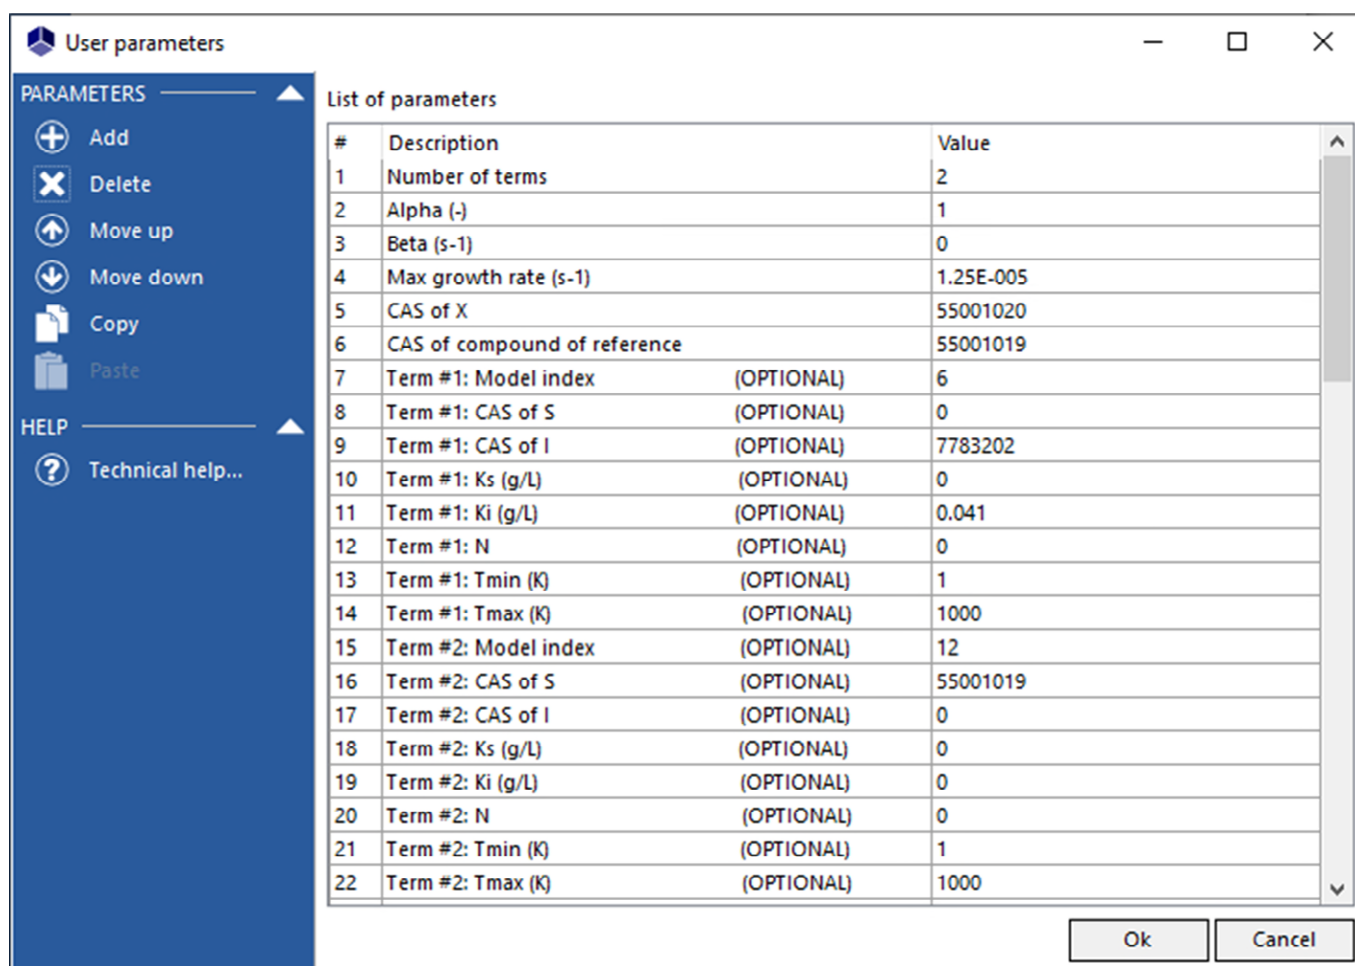 User parameters
PARAMETERS
Add
Delete
Move up
Move down
Copy
Paste
HELP
Technical help...
List of parameters
# Description Value
1 Number of terms 2
2 Alpha (-) 1
3 Beta (s-1) 0
4 Max growth rate (s-1) 1.25E-005
5 CAS of X 55001020
6 CAS of compound of reference 55001019
7 Term #1: Model index (OPTIONAL) 6
8 Term #1: CAS of S (OPTIONAL) 0
9 Term #1: CAS of I (OPTIONAL) 7783202
10 Term #1: Ks (g/L) (OPTIONAL) 0
11 Term #1: Ki (g/L) (OPTIONAL) 0.041
12 Term #1: N (OPTIONAL) 0
13 Term #1: Tmin (K) (OPTIONAL) 1
14 Term #1: Tmax (K) (OPTIONAL) 1000
15 Term #2: Model index (OPTIONAL) 12
16 Term #2: CAS of S (OPTIONAL) 55001019
17 Term #2: CAS of I (OPTIONAL) 0
18 Term #2: Ks (g/L) (OPTIONAL) 0
19 Term #2: Ki (g/L) (OPTIONAL) 0
20 Term #2: N (OPTIONAL) 0
21 Term #2: Tmin (K) (OPTIONAL) 1
22 Term #2: Tmax (K) (OPTIONAL) 1000
Ok Cancel